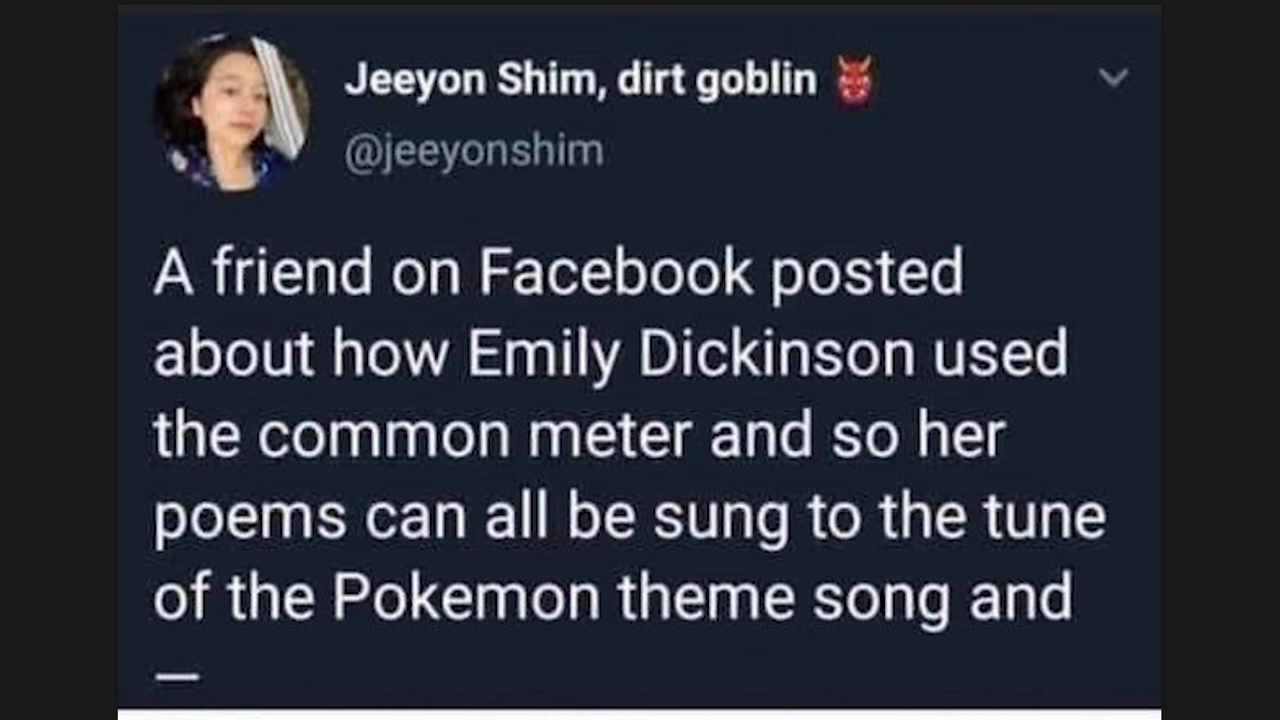 Jeeyon Shim, dirt goblin 👹
@jeeyonshim
A friend on Facebook posted
about how Emily Dickinson used
the common meter and so her
poems can all be sung to the tune
of the Pokemon theme song and
—